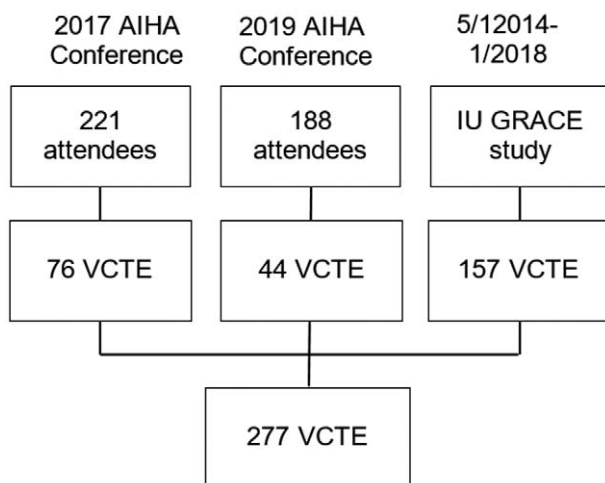 2017 AIHA
Conference
2019 AIHA
Conference
5/12014-
1/2018
221
attendees
188
attendees
IU GRACE
study
76 VCTE
44 VCTE
157 VCTE
277 VCTE